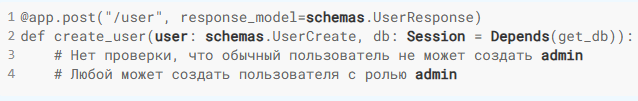 1 @app.post("/user", response_model=schemas.UserResponse)
2 def create_user(user: schemas.UserCreate, db: Session = Depends(get_db)):
3     # Нет проверки, что обычный пользователь не может создать admin
4     # Любой может создать пользователя с ролью admin